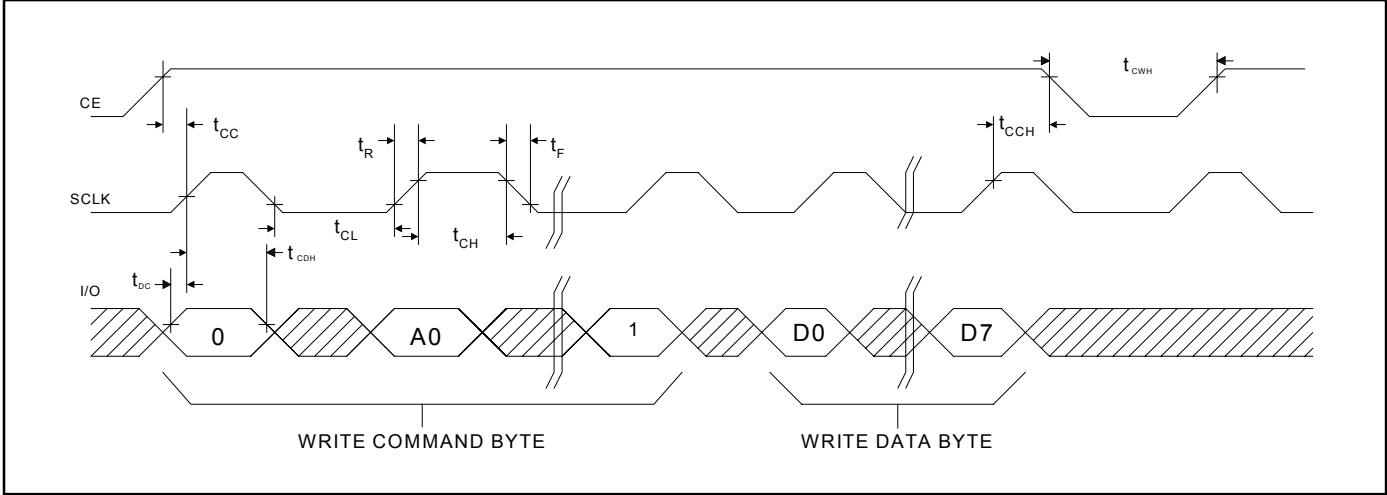 CE
t CWH
tCC
tCCH
tR
tF
SCLK
tCL
tCH
tCDH
tDC
I/O
0
A0
1
D0
D7
WRITE COMMAND BYTE
WRITE DATA BYTE